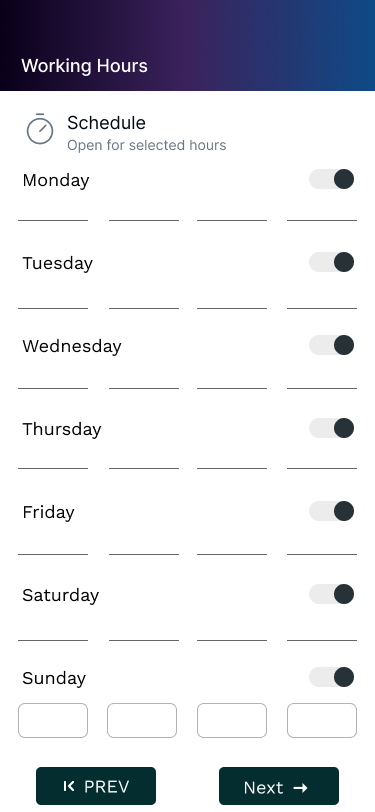 Working Hours
Schedule
Open for selected hours
Monday
Tuesday
Wednesday
Thursday
Friday
Saturday
Sunday
PREV
Next